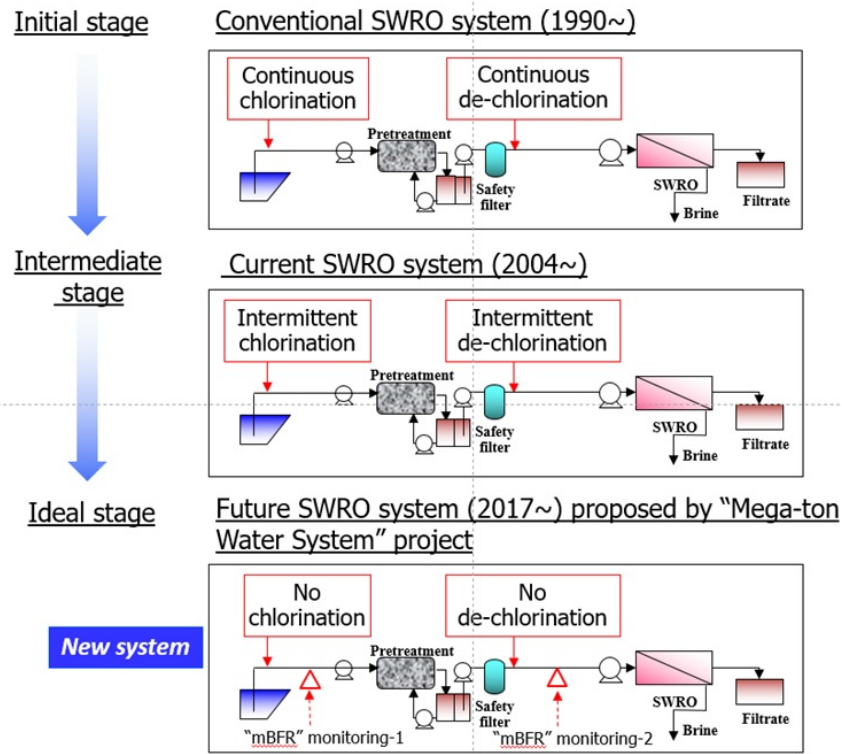 Initial stage
Conventional SWRO system (1990~)
Continuous
chlorination
Continuous
de-chlorination
Pretreatment
Safety
filter
SWRO
Brine
Filtrate
Intermediate
stage
Current SWRO system (2004~)
Intermittent
chlorination
Intermittent
de-chlorination
Pretreatment
Safety
filter
SWRO
Brine
Filtrate
Ideal stage
Future SWRO system (2017~) proposed by “Mega-ton
Water System” project
New system
No
chlorination
No
de-chlorination
Pretreatment
Safety
filter
SWRO
Brine
Filtrate
“mBFR” monitoring-1
“mBFR” monitoring-2